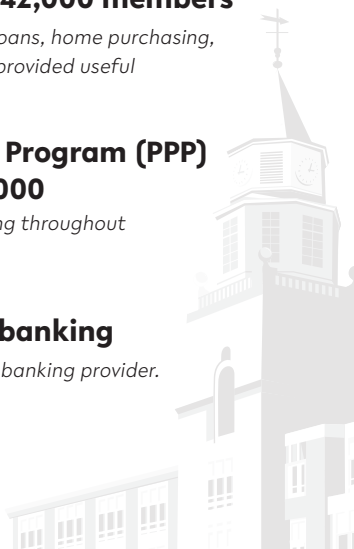 42,000 members
oans, home purchasing,
provided useful
Program (PPP)
000
ng throughout
banking
banking provider.